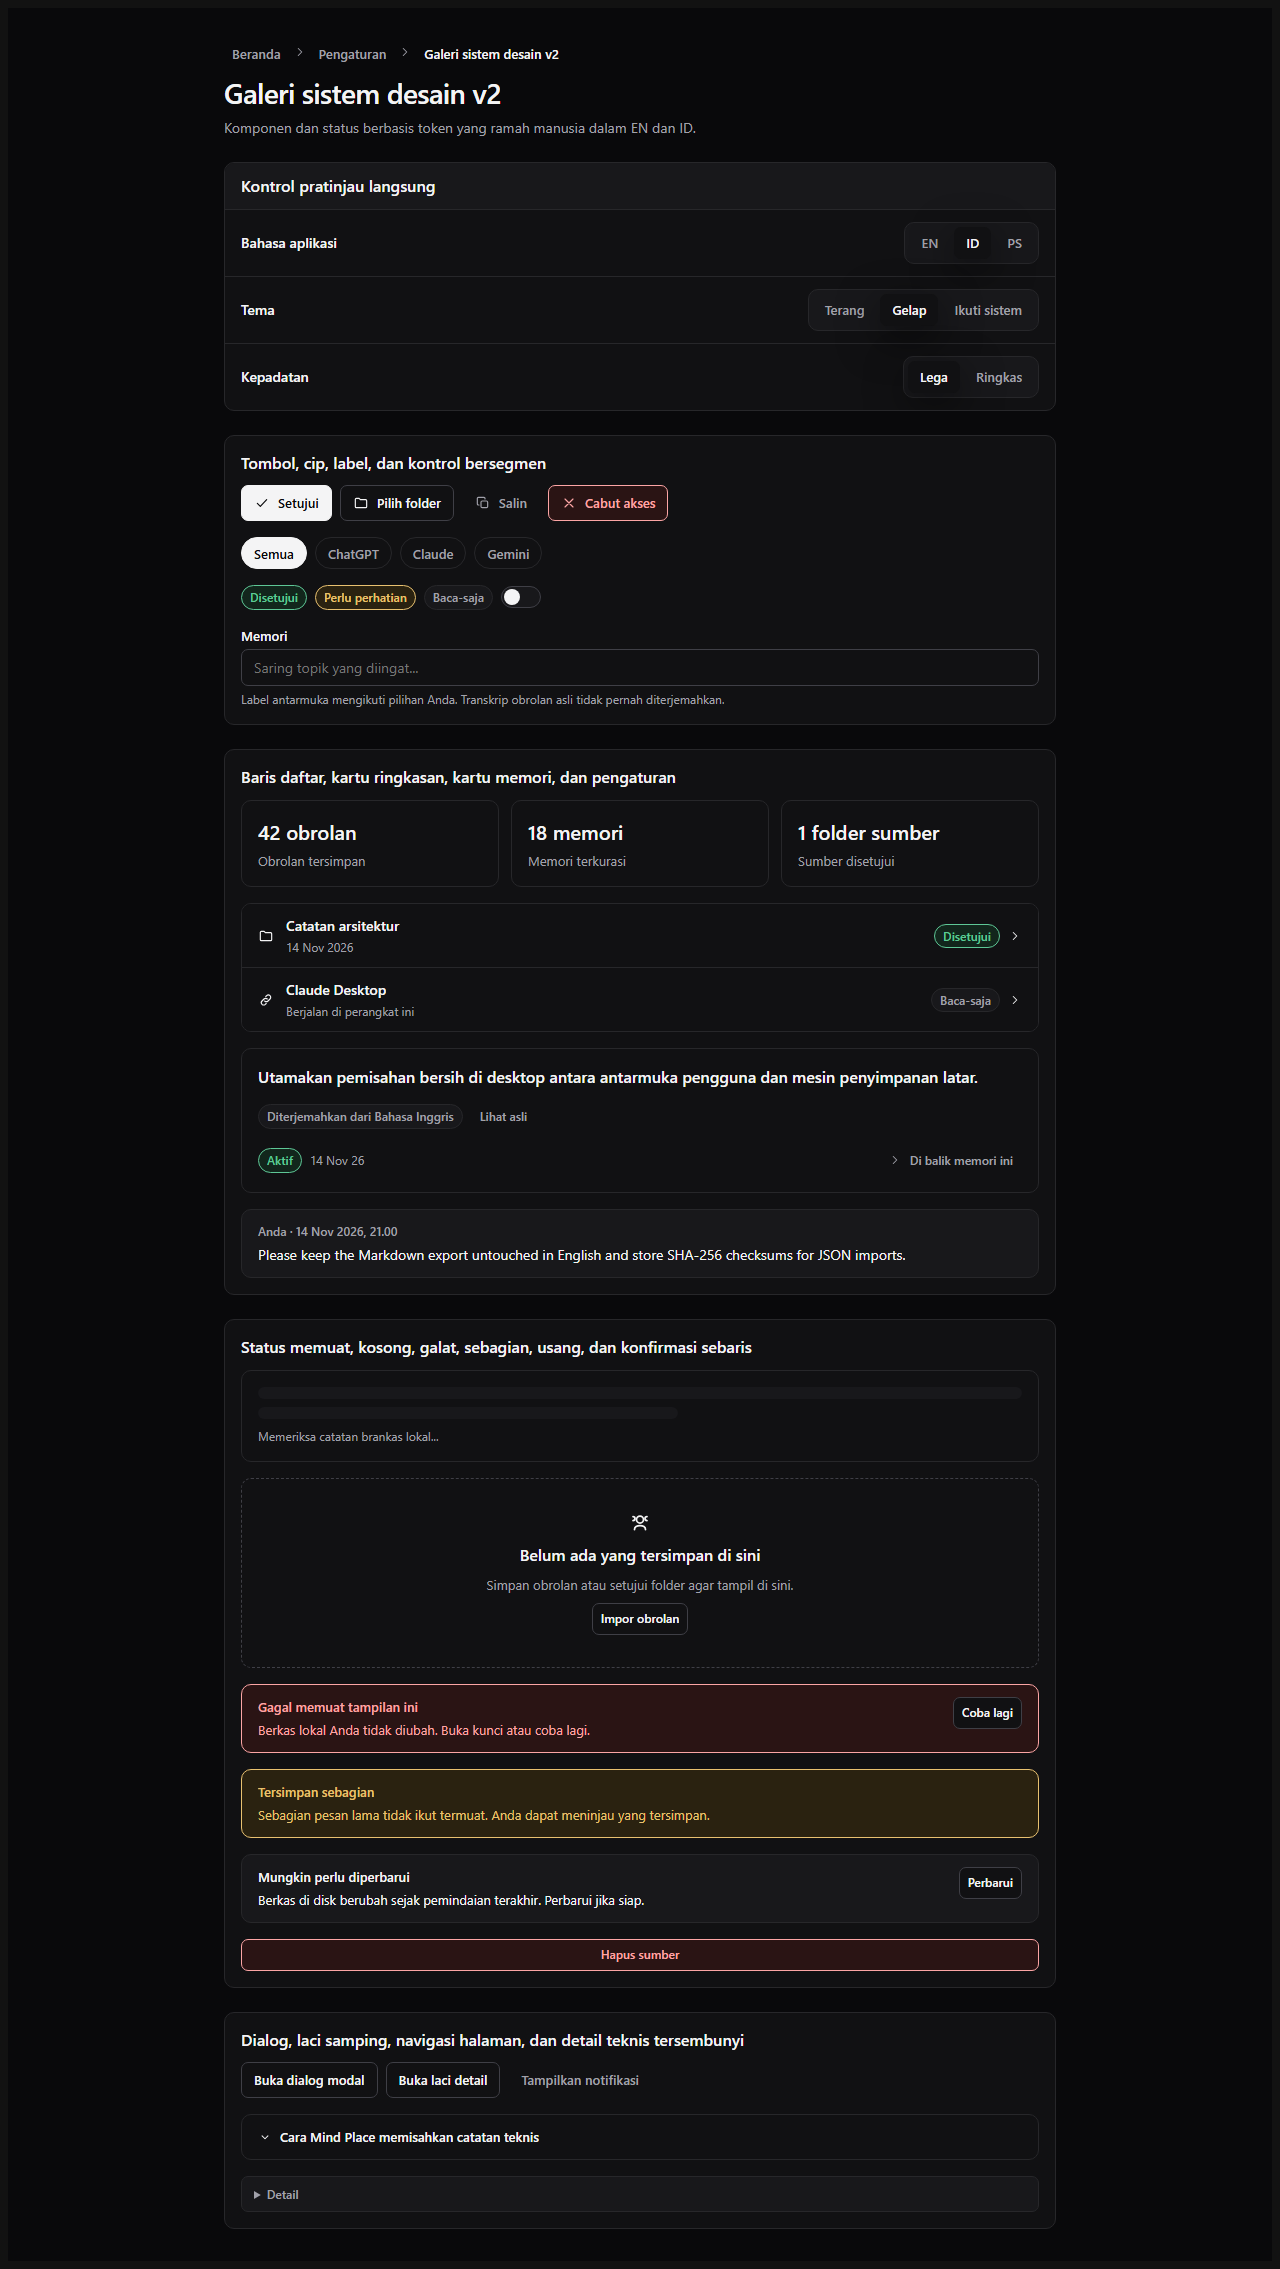 Beranda > Pengaturan > Galeri sistem desain v2
Galeri sistem desain v2
Komponen dan status berbasis token yang ramah manusia dalam EN dan ID.
Kontrol pratinjau langsung
Bahasa aplikasi
EN ID PS
Tema
Terang Gelap Ikuti sistem
Kepadatan
Lega Ringkas
Tombol, cip, label, dan kontrol bersegmen
Setujui Pilih folder Salin Cabut akses
Semua ChatGPT Claude Gemini
Disetujui Perlu perhatian Baca-saja
Memori
Saring topik yang diingat...
Label antarmuka mengikuti pilihan Anda. Transkrip obrolan asli tidak pernah diterjemahkan.
Baris daftar, kartu ringkasan, kartu memori, dan pengaturan
42 obrolan
Obrolan tersimpan
18 memori
Memori terkurasi
1 folder sumber
Sumber disetujui
Catatan arsitektur
14 Nov 2026
Disetujui
Claude Desktop
Berjalan di perangkat ini
Baca-saja
Utamakan pemisahan bersih di desktop antara antarmuka pengguna dan mesin penyimpanan latar.
Diterjemahkan dari Bahasa Inggris Lihat asli
Aktif 14 Nov 26 Di balik memori ini
Anda · 14 Nov 2026, 21.00
Please keep the Markdown export untouched in English and store SHA-256 checksums for JSON imports.
Status memuat, kosong, galat, sebagian, usang, dan konfirmasi sebaris
Memeriksa catatan brankas lokal...
Belum ada yang tersimpan di sini
Simpan obrolan atau setujui folder agar tampil di sini.
Impor obrolan
Gagal memuat tampilan ini
Berkas lokal Anda tidak diubah. Buka kunci atau coba lagi.
Coba lagi
Tersimpan sebagian
Sebagian pesan lama tidak ikut termuat. Anda dapat meninjau yang tersimpan.
Mungkin perlu diperbarui
Berkas di disk berubah sejak pemindaian terakhir. Perbarui jika siap.
Perbarui
Hapus sumber
Dialog, laci samping, navigasi halaman, dan detail teknis tersembunyi
Buka dialog modal Buka laci detail Tampilkan notifikasi
Cara Mind Place memisahkan catatan teknis
Detail